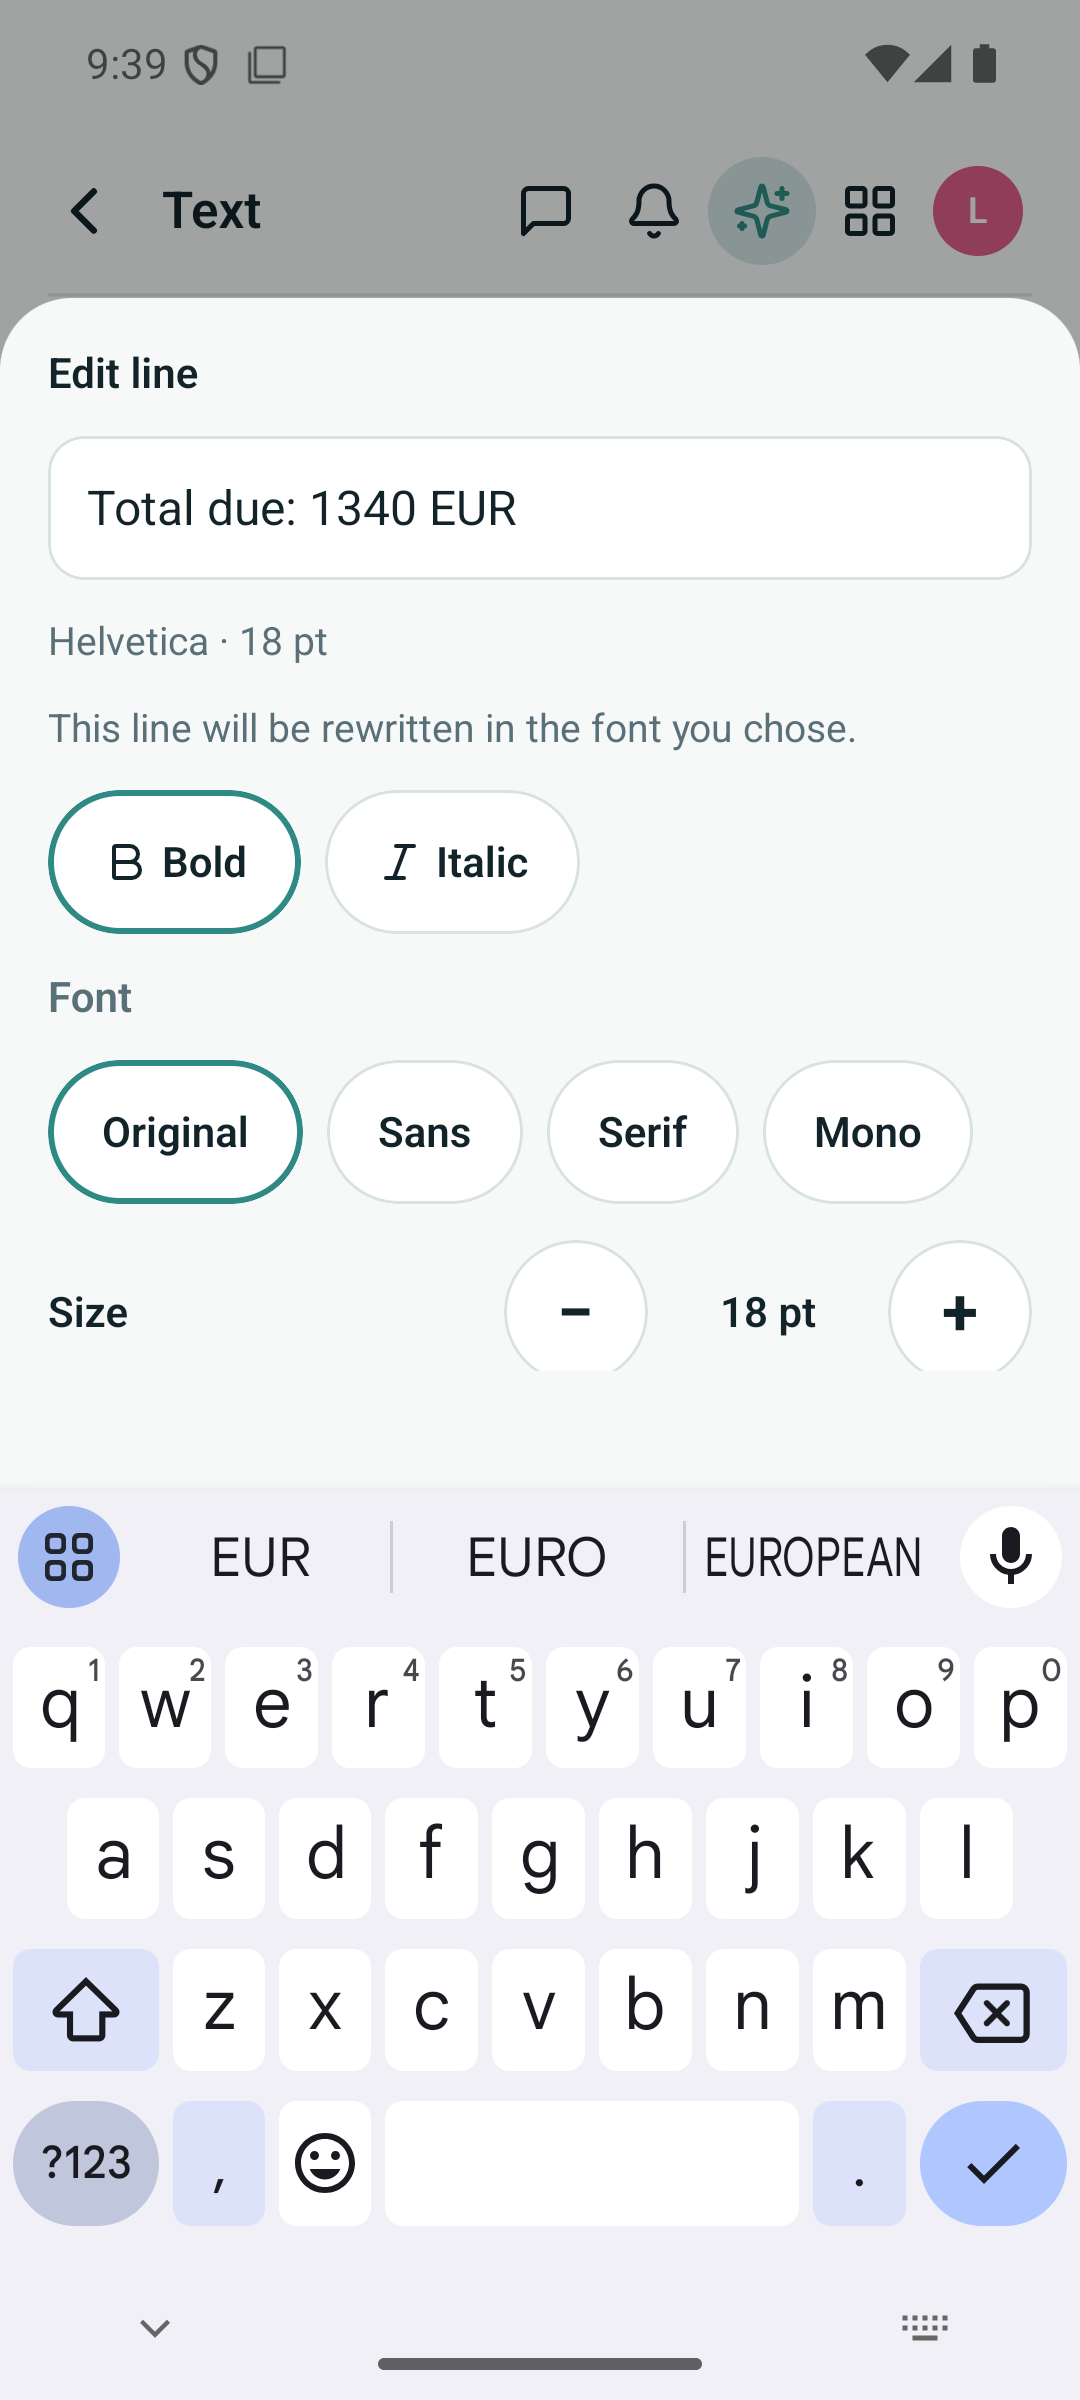 9:39
Text
L
Edit line
Total due: 1340 EUR
Helvetica · 18 pt
This line will be rewritten in the font you chose.
B Bold I Italic
Font
Original Sans Serif Mono
Size − 18 pt +
EUR EURO EUROPEAN
q 1 w 2 e 3 r 4 t 5 y 6 u 7 i 8 o 9 p 0
a s d f g h j k l
z x c v b n m
?123 , .